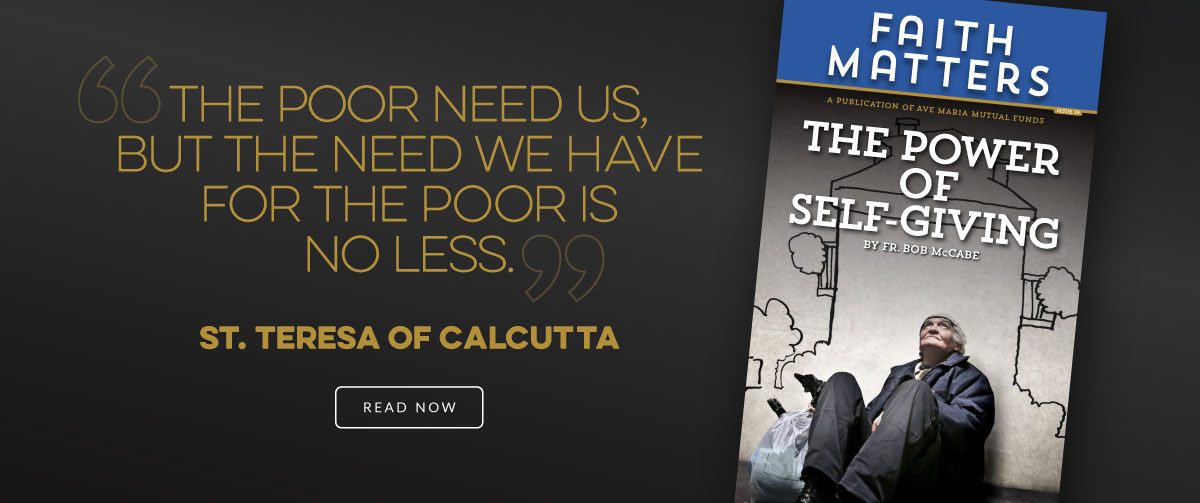 “THE POOR NEED US,
BUT THE NEED WE HAVE
FOR THE POOR IS
NO LESS.”
ST. TERESA OF CALCUTTA
READ NOW
FAITH
MATTERS
A PUBLICATION OF AVE MARIA MUTUAL FUNDS
THE POWER
OF
SELF-GIVING
BY FR. BOB McCABE